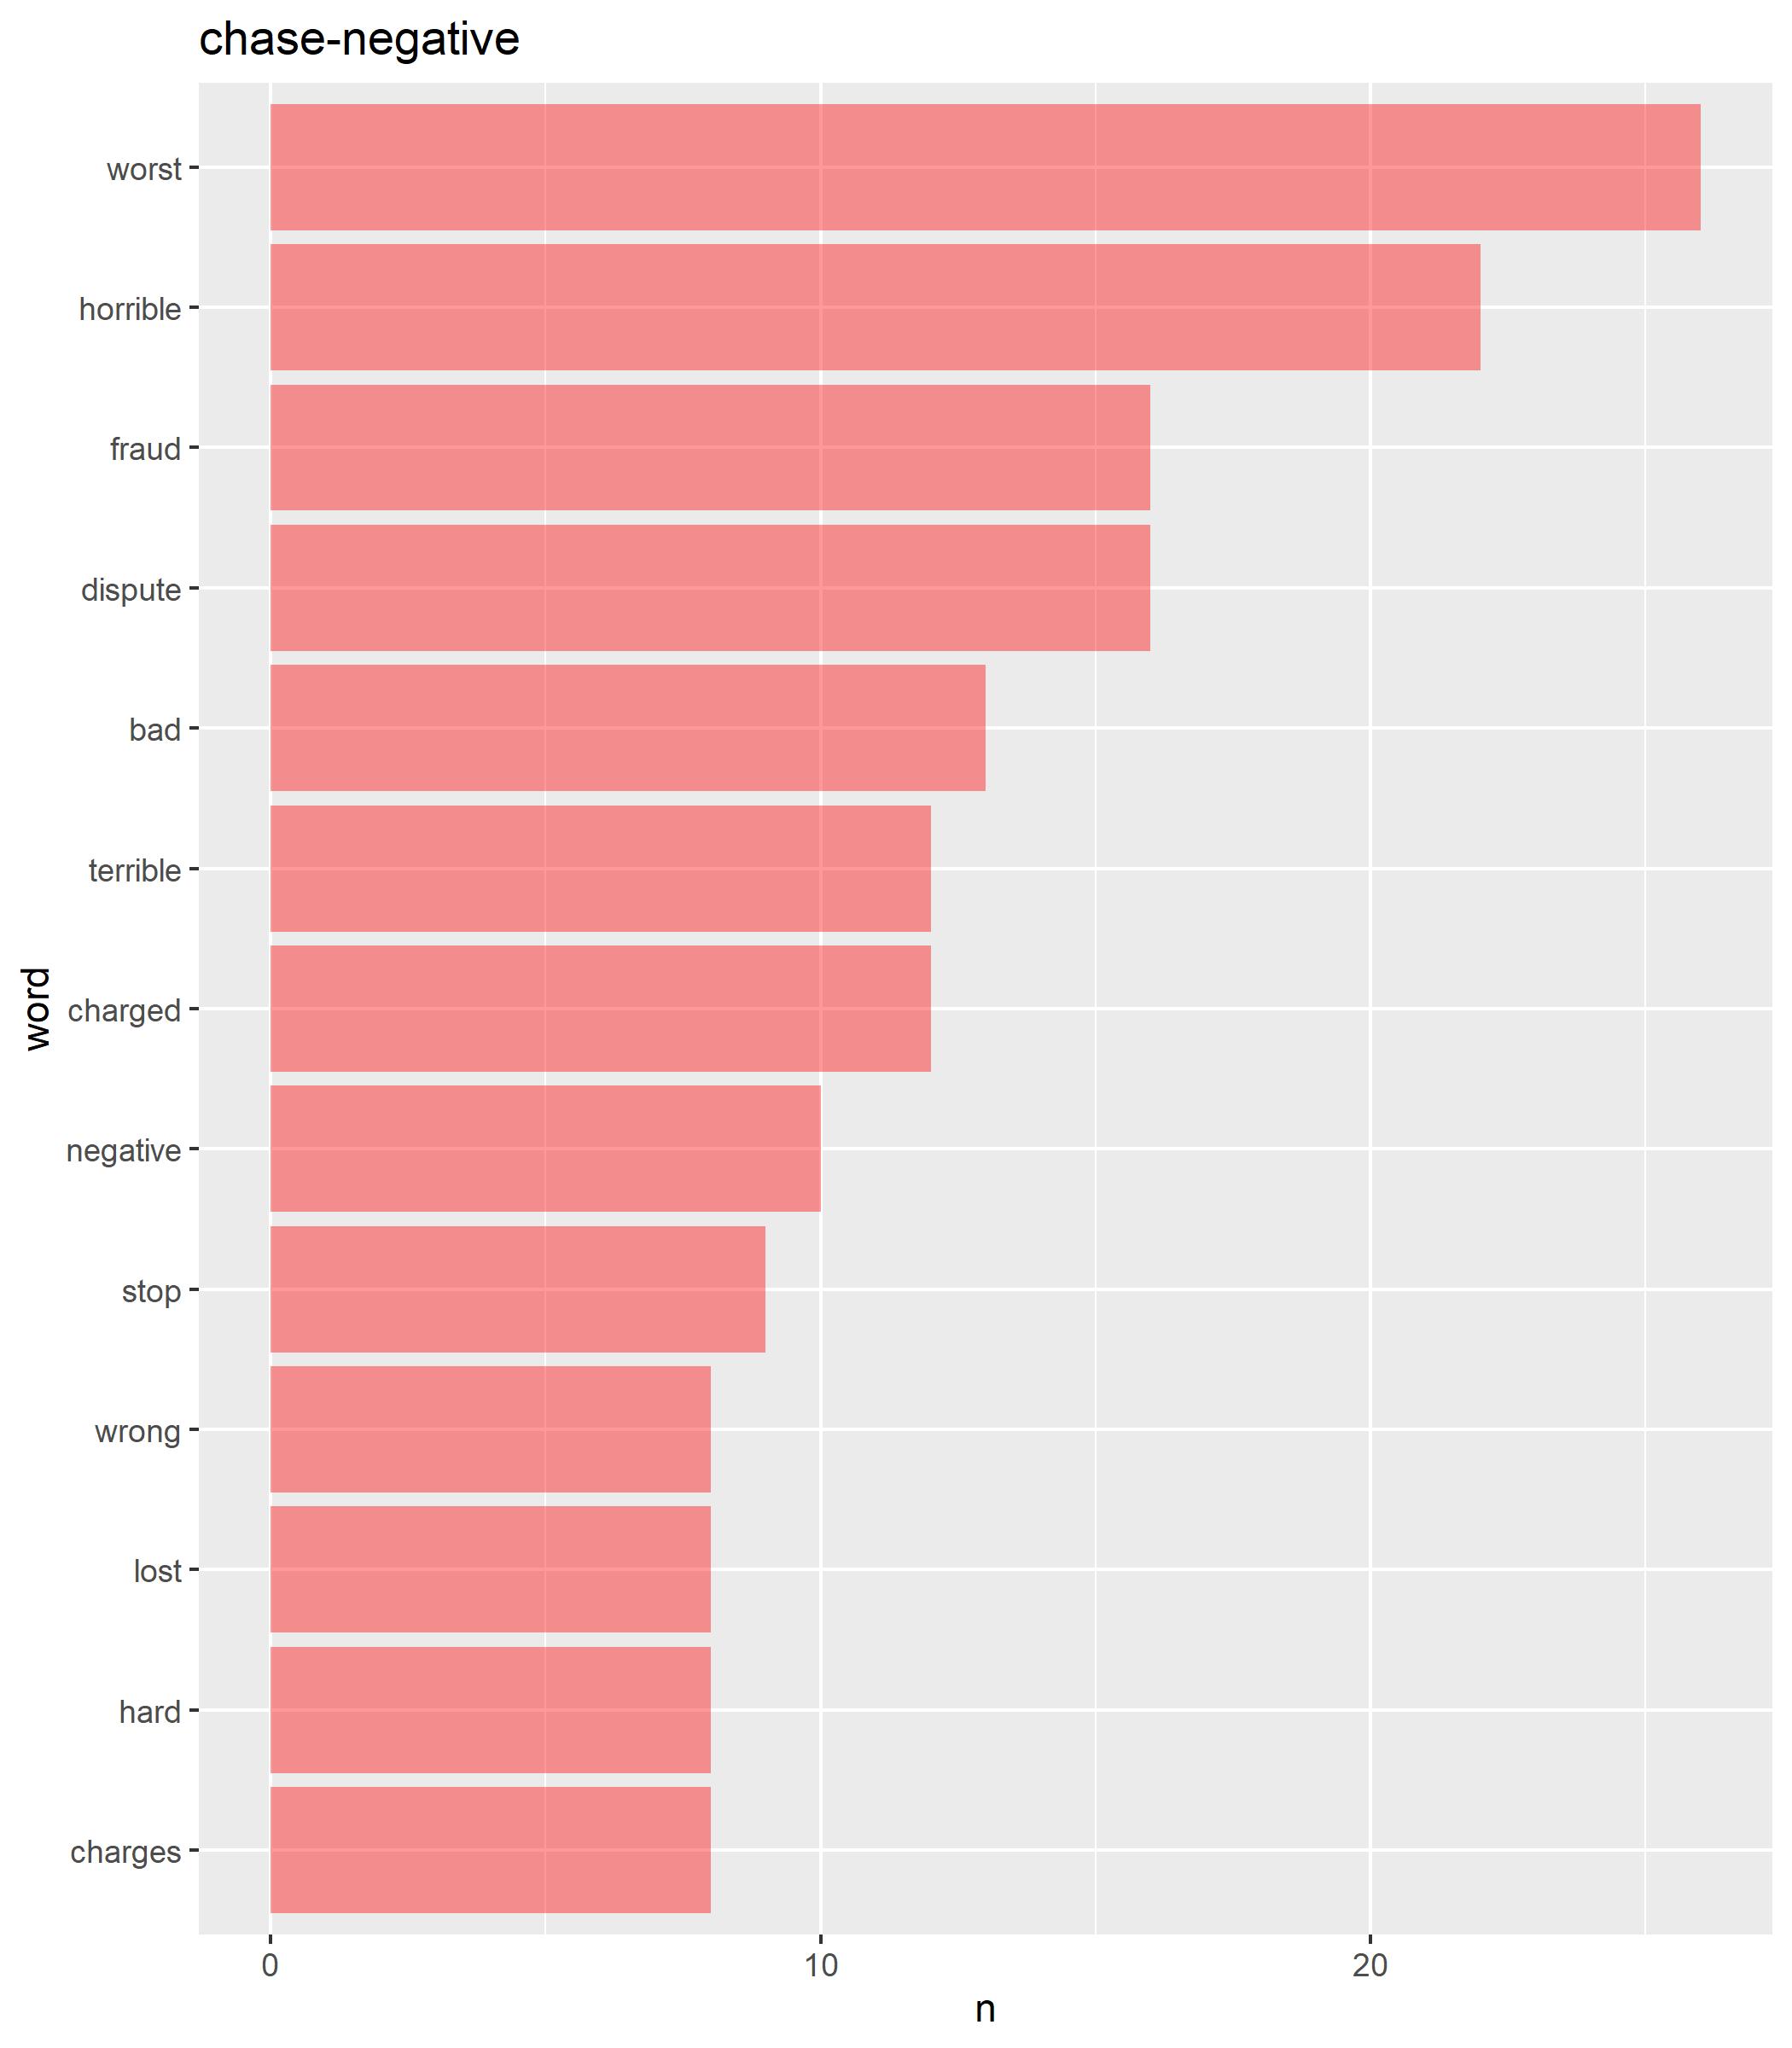 chase-negative
worst
horrible
fraud
dispute
bad
terrible
charged
negative
stop
wrong
lost
hard
charges
word
0 10 20
n